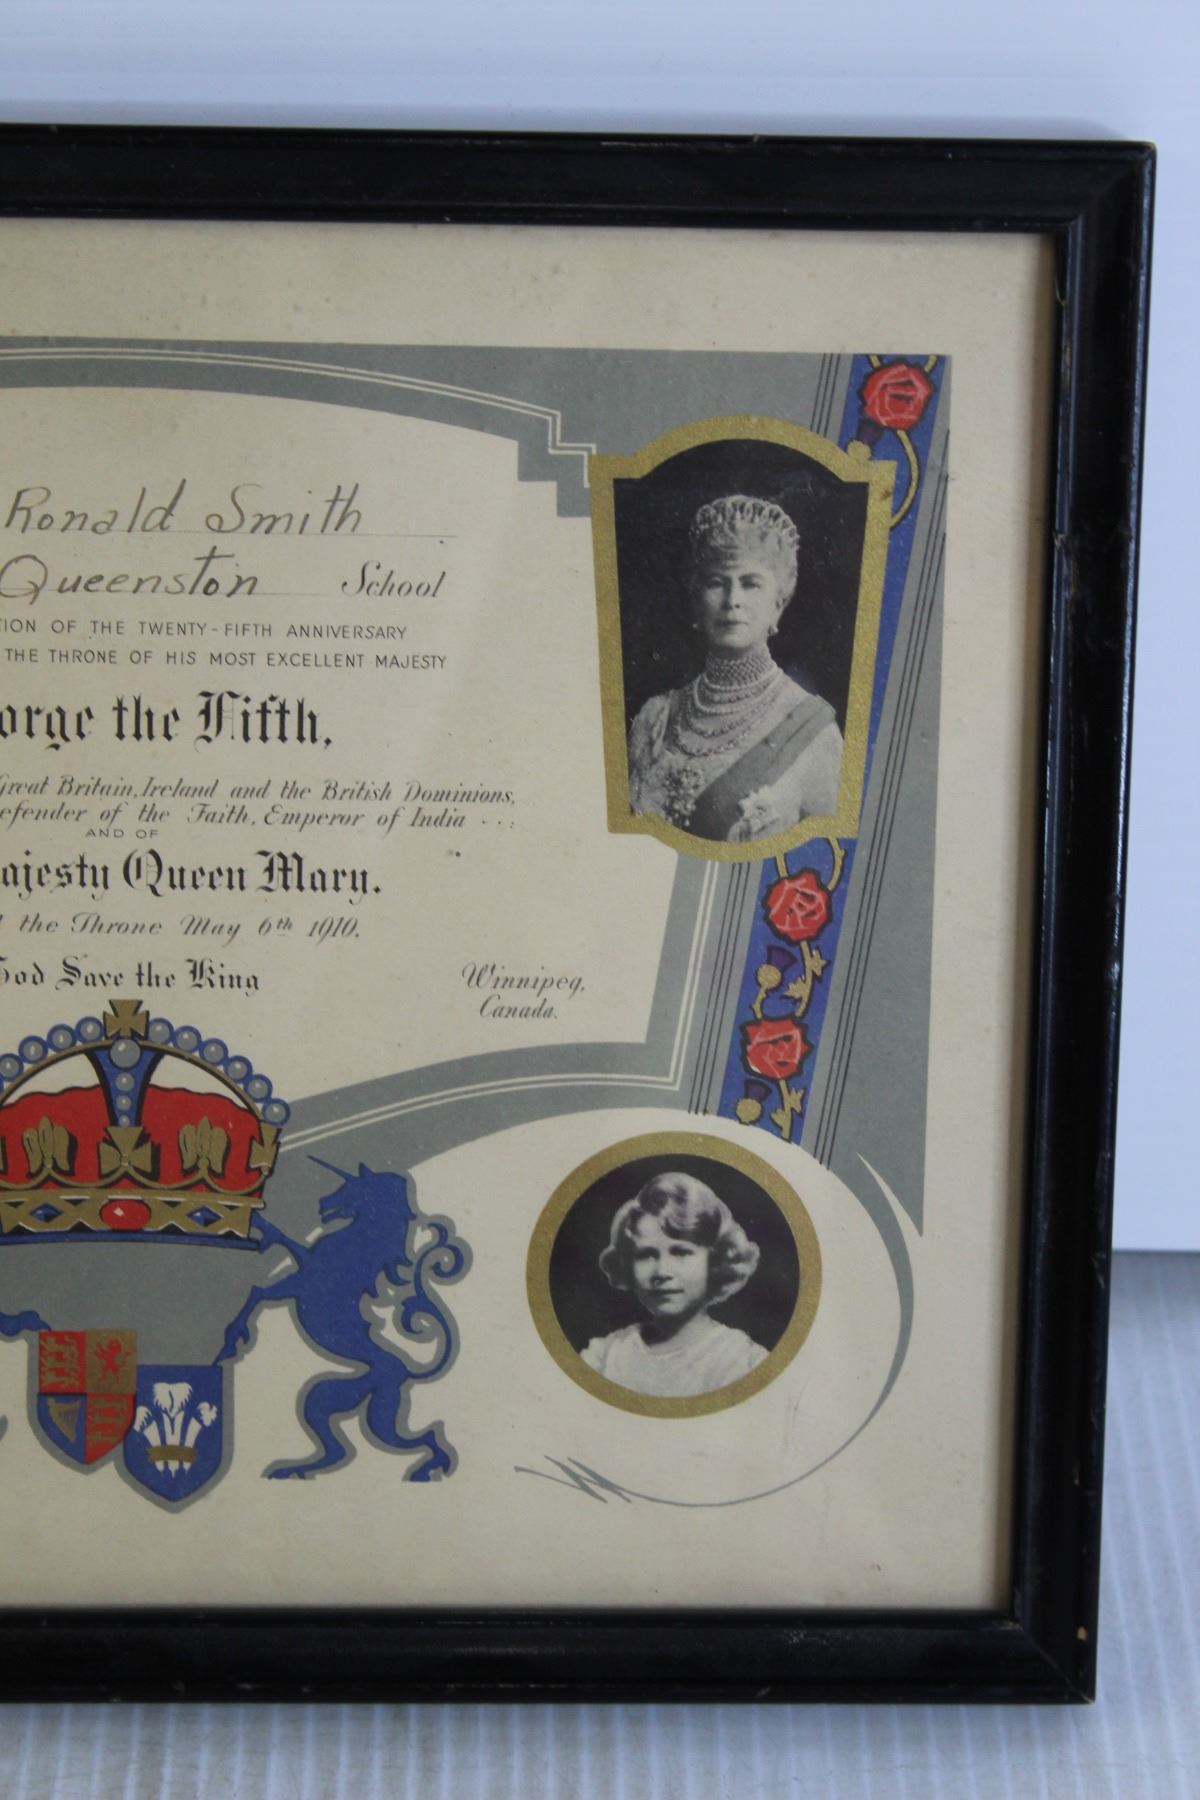 Ronald Smith
Queenston School
TION OF THE TWENTY-FIFTH ANNIVERSARY
THE THRONE OF HIS MOST EXCELLENT MAJESTY
orge the Fifth,
Great Britain, Ireland and the British Dominions,
efender of the Faith, Emperor of India ...
AND OF
ajesty Queen Mary.
the Throne May 6th 1910.
God Save the King
Winnipeg,
Canada.